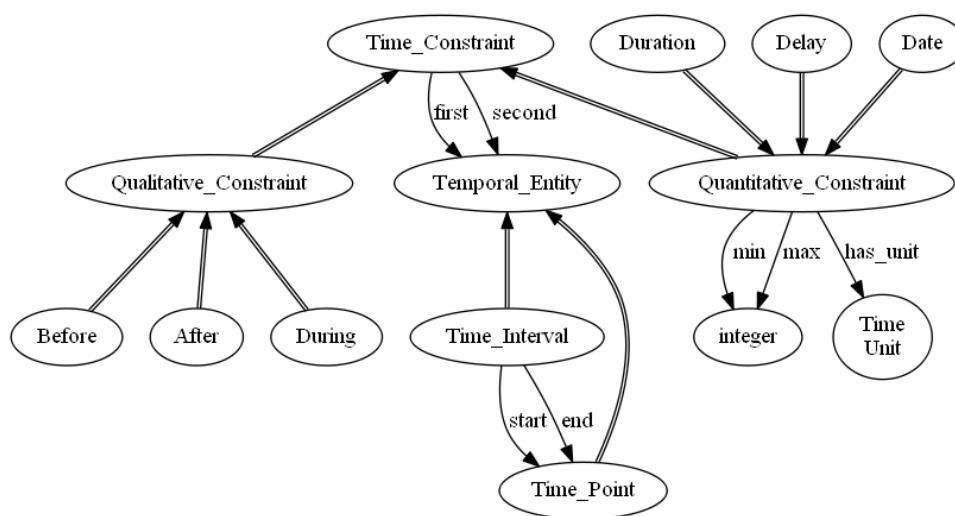 Time_Constraint
Duration
Delay
Date
first
second
Qualitative_Constraint
Temporal_Entity
Quantitative_Constraint
min
max
has_unit
Before
After
During
Time_Interval
integer
Time
Unit
start
end
Time_Point